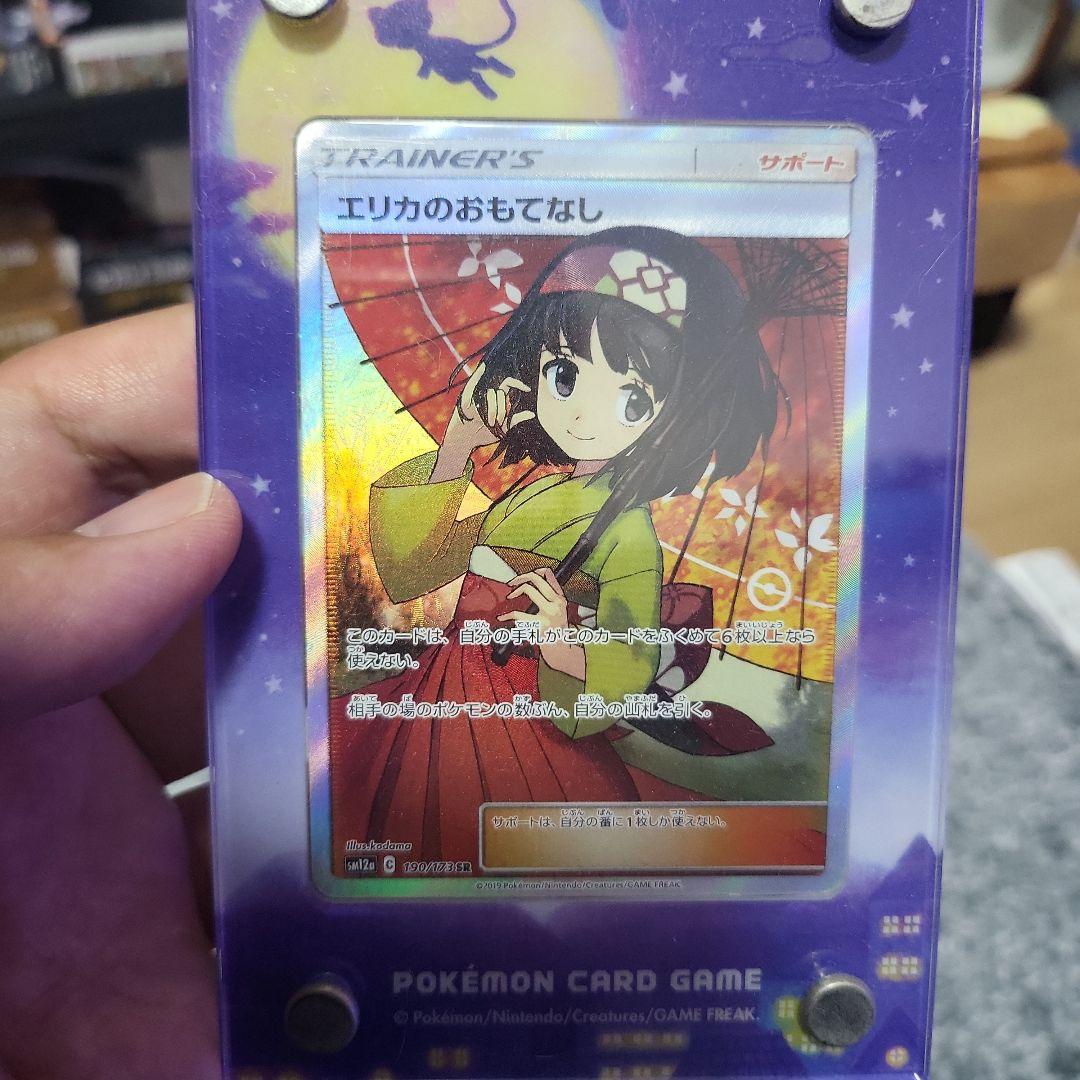 TRAINER'S サポート
エリカのおもてなし
このカードは、自分の手札がこのカードをふくめて6枚以上なら
使えない。
相手の場のポケモンの数ぶん、自分の山札を引く。
サポートは、自分の番に1枚しか使えない。
Illus.kodama
SM12a C 190/173 SR
©2019 Pokémon/Nintendo/Creatures/GAME FREAK
POKÉMON CARD GAME
© Pokémon/Nintendo/Creatures/GAME FREAK.